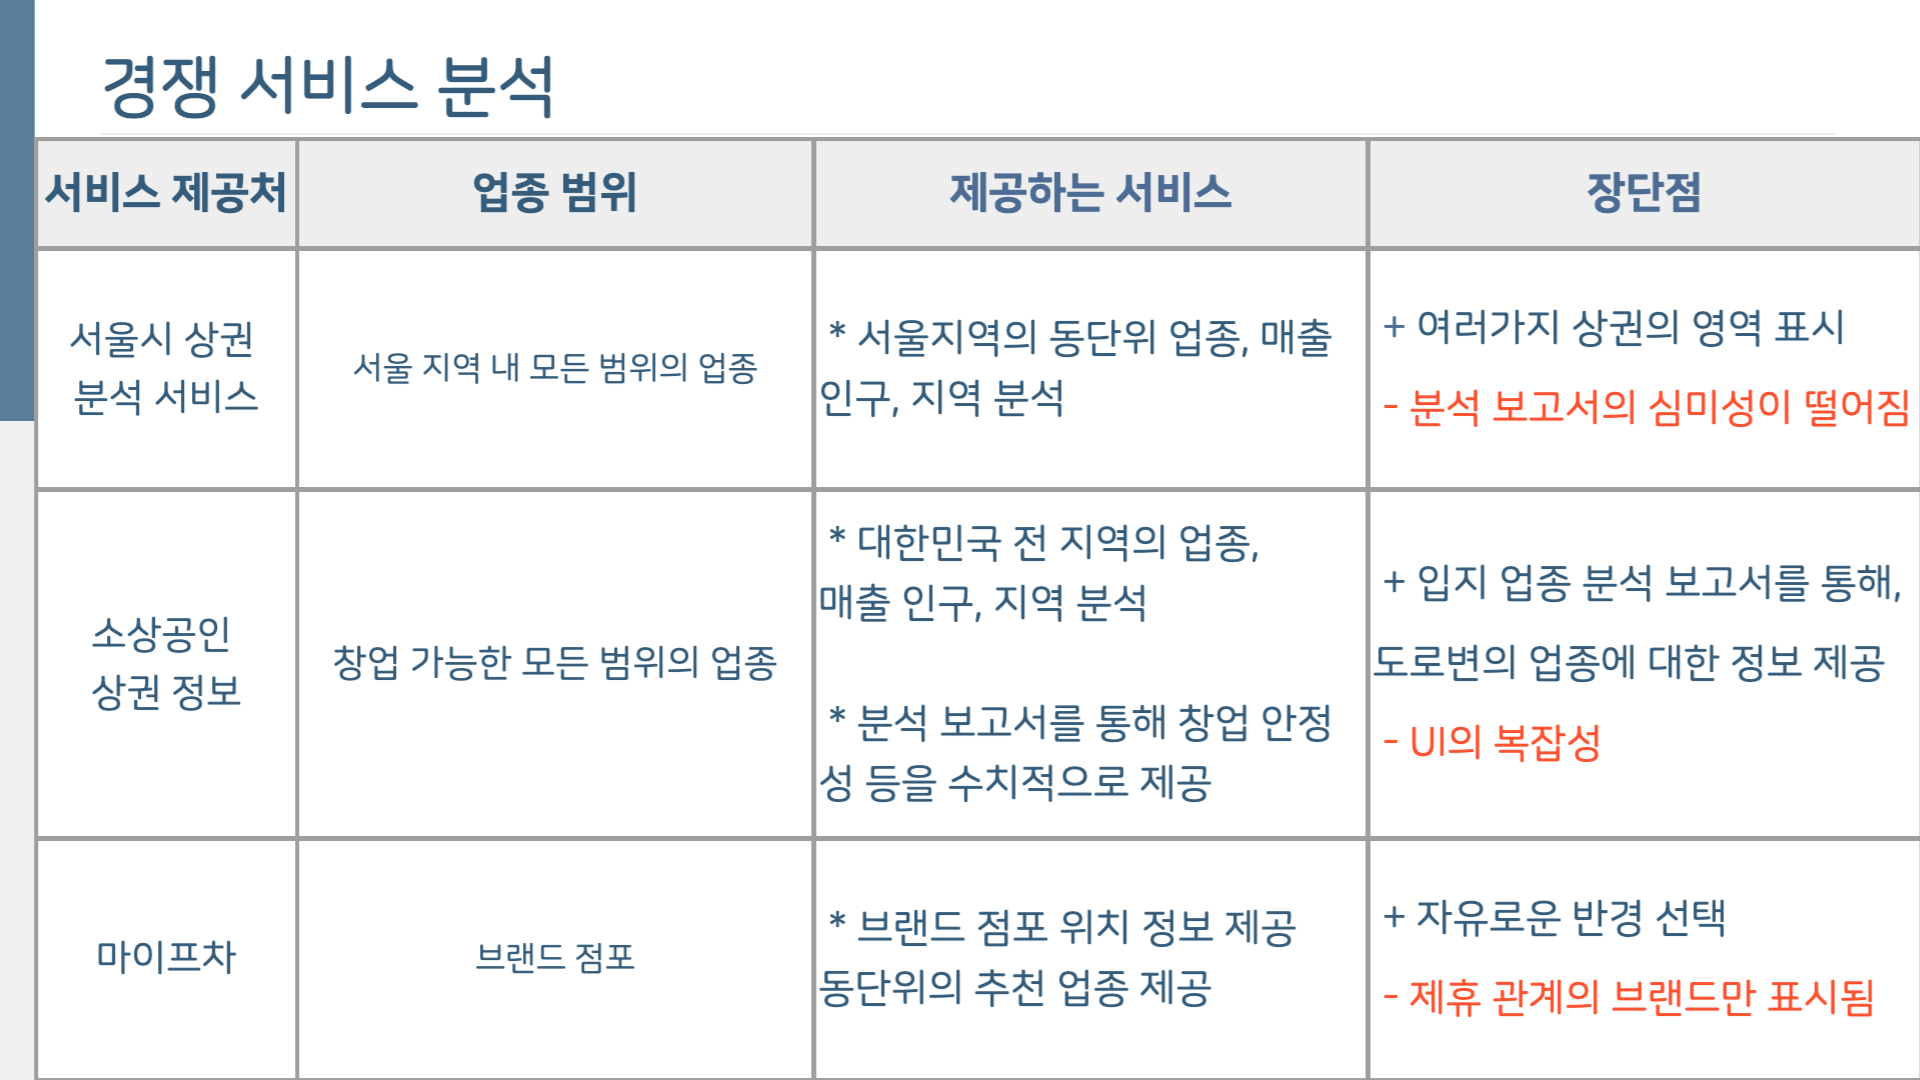 경쟁 서비스 분석
서비스 제공처
업종 범위
제공하는 서비스
장단점
서울시 상권
분석 서비스
서울 지역 내 모든 범위의 업종
* 서울지역의 동단위 업종, 매출
인구, 지역 분석
+ 여러가지 상권의 영역 표시
- 분석 보고서의 심미성이 떨어짐
소상공인
상권 정보
창업 가능한 모든 범위의 업종
* 대한민국 전 지역의 업종,
매출 인구, 지역 분석
* 분석 보고서를 통해 창업 안정
성 등을 수치적으로 제공
+ 입지 업종 분석 보고서를 통해,
도로변의 업종에 대한 정보 제공
- UI의 복잡성
마이프차
브랜드 점포
* 브랜드 점포 위치 정보 제공
동단위의 추천 업종 제공
+ 자유로운 반경 선택
- 제휴 관계의 브랜드만 표시됨